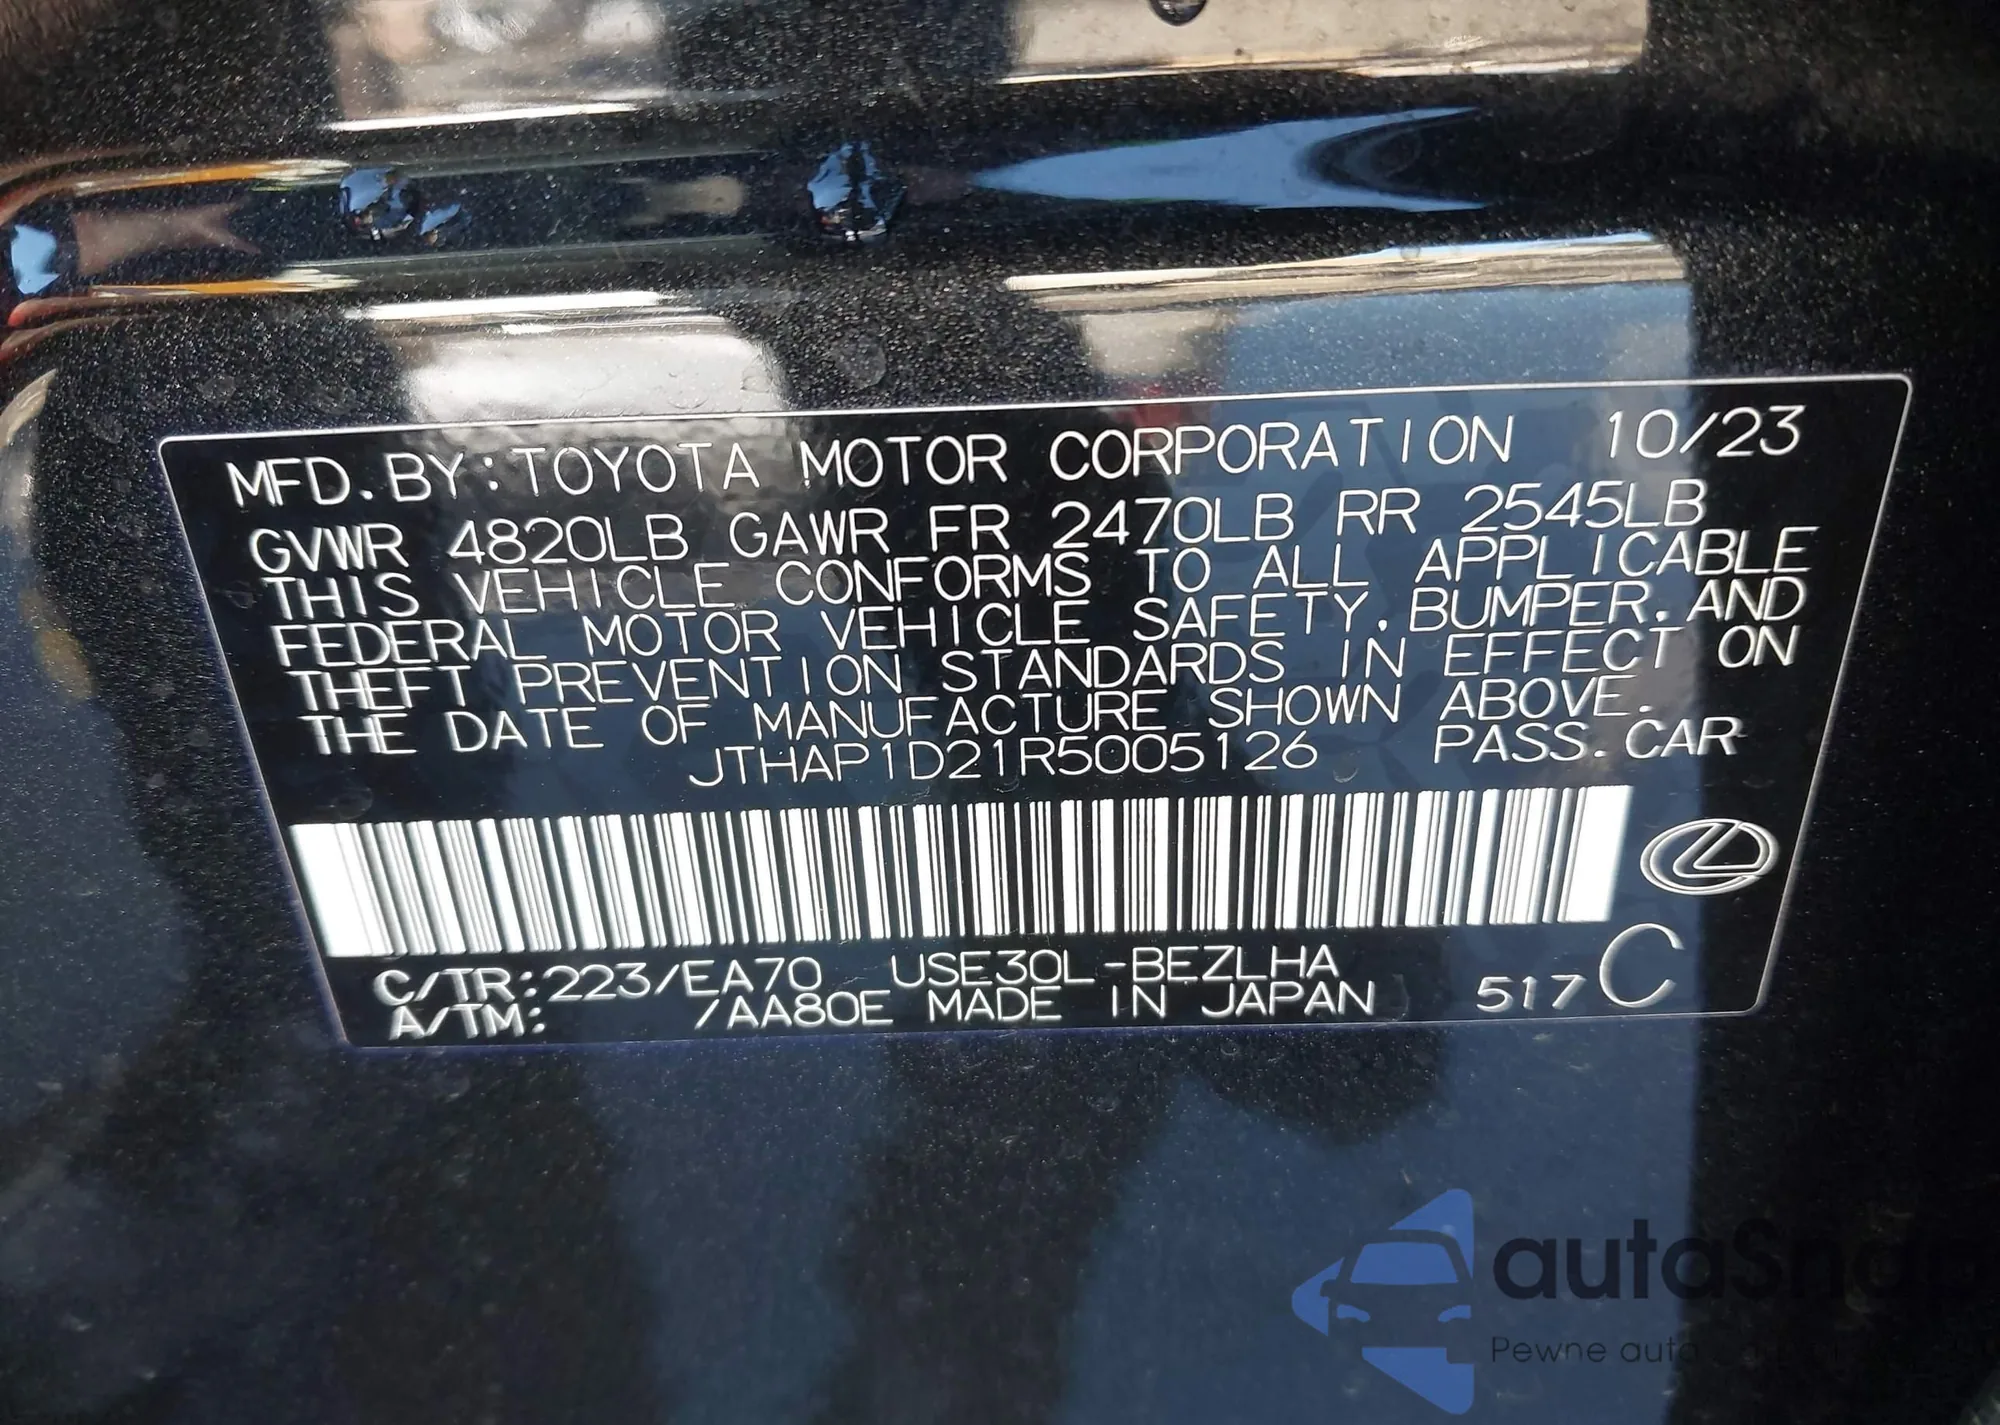 MFD.BY:TOYOTA MOTOR CORPORATION 10/23
GVWR 4820LB GAWR FR 2470LB RR 2545LB
THIS VEHICLE CONFORMS TO ALL APPLICABLE
FEDERAL MOTOR VEHICLE SAFETY,BUMPER,AND
THEFT PREVENTION STANDARDS IN EFFECT ON
THE DATE OF MANUFACTURE SHOWN ABOVE.
JTHAP1D21R5005126 PASS.CAR
C/TR:223/EA70 USE30L-BEZLHA
A/TM: /AA80E MADE IN JAPAN 517 C
autaSna
Pewne auta